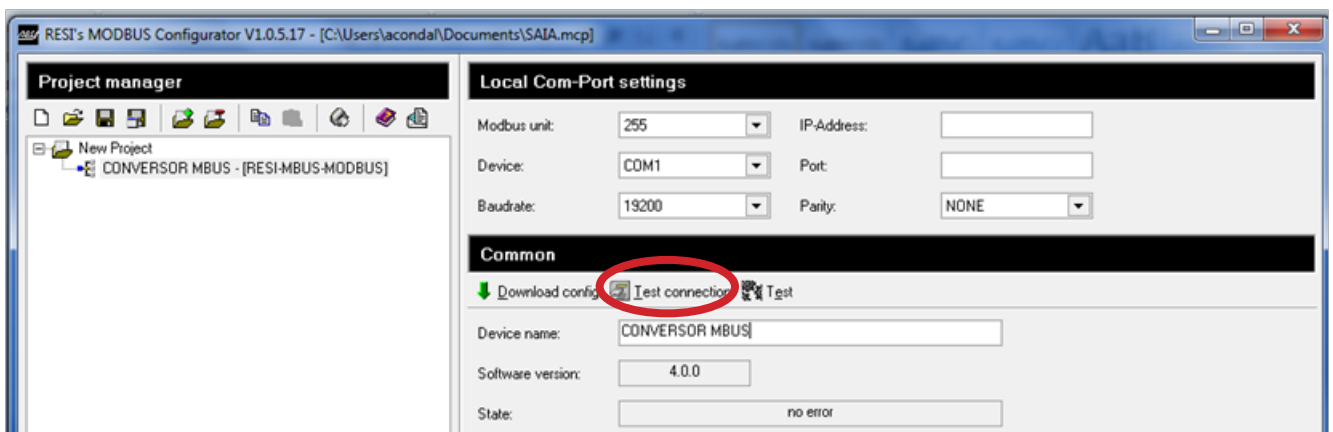 RESI's MODBUS Configurator V1.0.5.17 - [C:\Users\acondal\Documents\SAIA.mcp]
Project manager
New Project
CONVERSOR MBUS - [RESI-MBUS-MODBUS]
Local Com-Port settings
Modbus unit: 255 IP-Address:
Device: COM1 Port:
Baudrate: 19200 Parity: NONE
Common
Download config Test connection Test
Device name: CONVERSOR MBUS
Software version: 4.0.0
State: no error